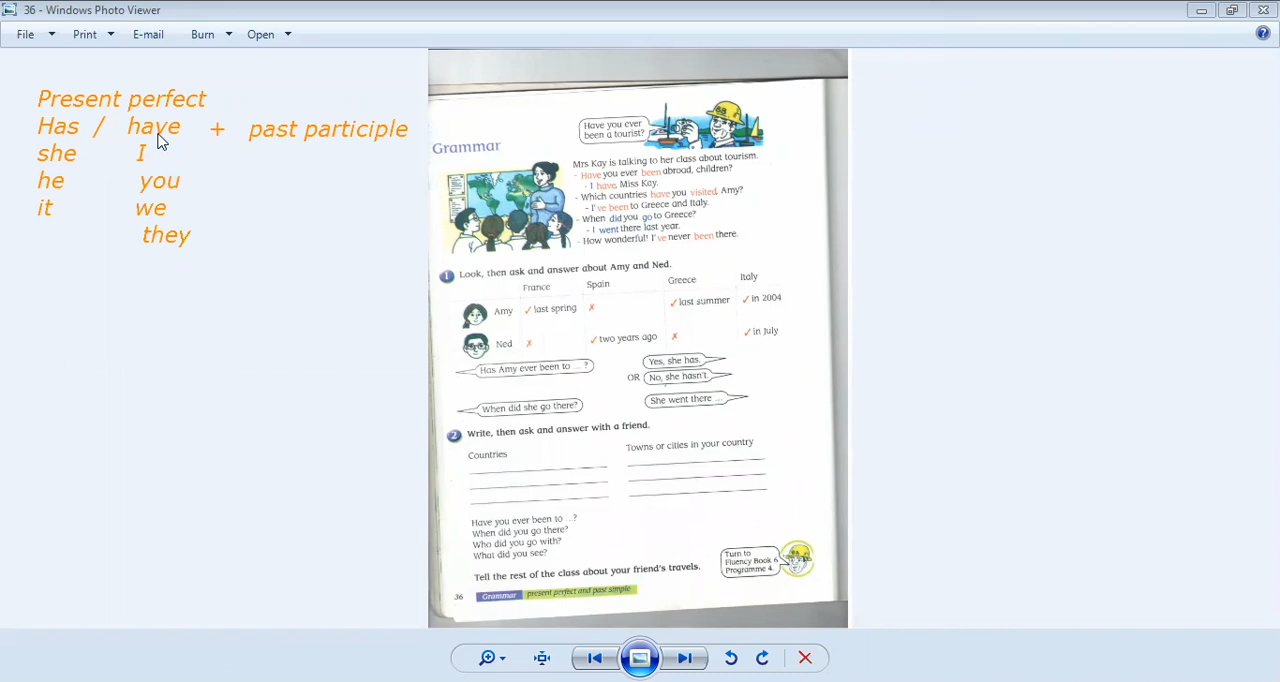 36 - Windows Photo Viewer
File Print E-mail Burn Open
Present perfect
Has / have + past participle
she I
he you
it we
they
Have you ever
been a tourist?
Grammar
Mrs Kay is talking to her class about tourism.
- Have you ever been abroad, children?
- I have, Miss Kay.
- Which countries have you visited, Amy?
- I've been to Greece and Italy.
- When did you go to Greece?
- I went there last year.
- How wonderful! I've never been there.
1 Look, then ask and answer about Amy and Ned.
France Spain Greece Italy
Amy ✓ last spring ✗ ✓ last summer ✓ in 2004
Ned ✗ ✓ two years ago ✗ ✓ in July
Has Amy ever been to ... ?
Yes, she has.
OR No, she hasn't.
When did she go there?
She went there ...
2 Write, then ask and answer with a friend.
Countries Towns or cities in your country
Have you ever been to ...?
When did you go there?
Who did you go with?
What did you see?
Turn to
Fluency Book 6
Programme 4.
Tell the rest of the class about your friend's travels.
36 Grammar present perfect and past simple